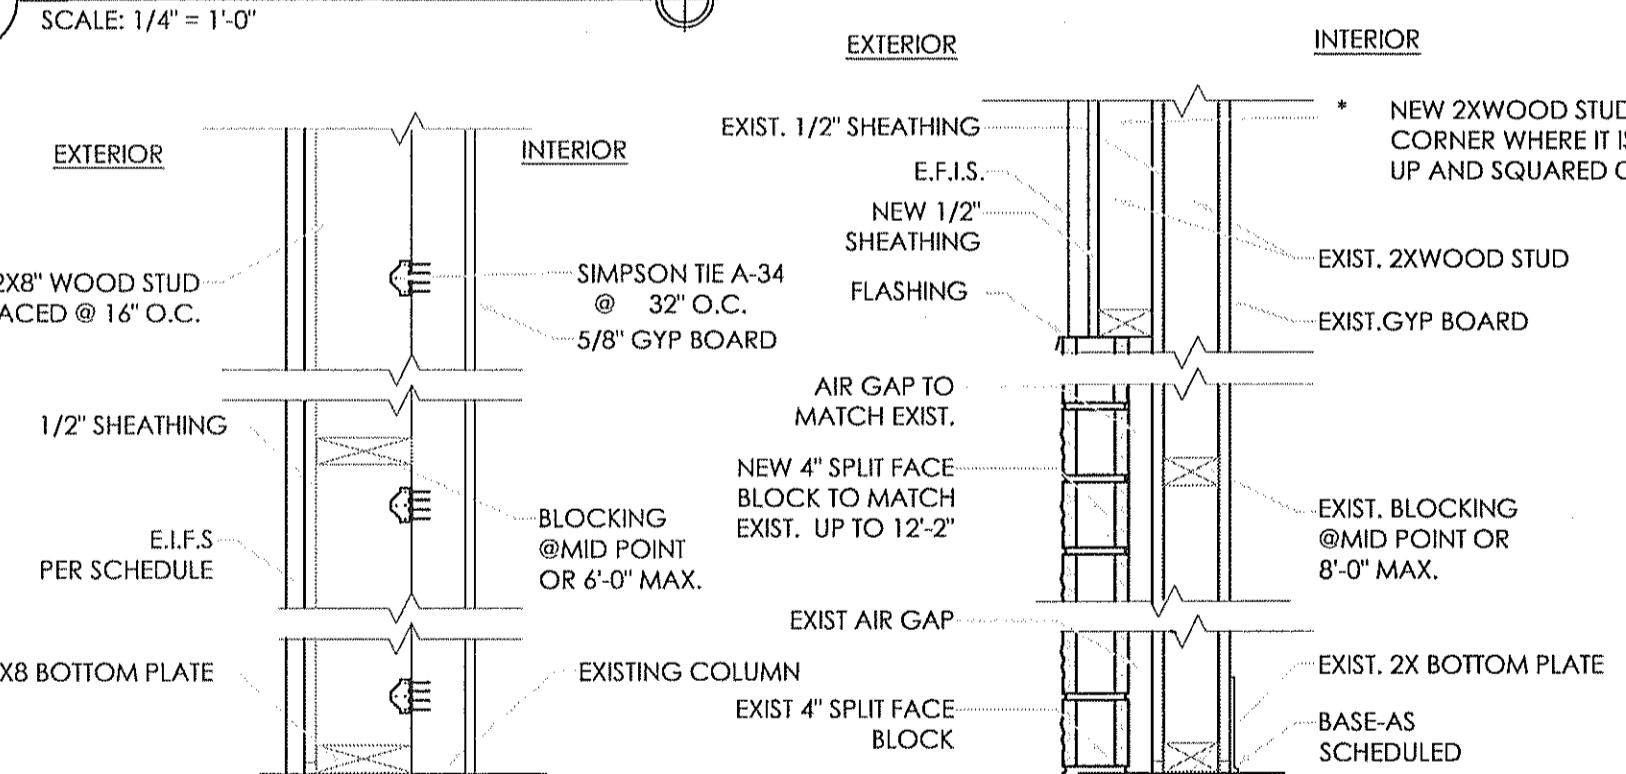 SCALE: 1/4" = 1'-0"
EXTERIOR
INTERIOR
2X8" WOOD STUD
ACED @ 16" O.C.
SIMPSON TIE A-34
@ 32" O.C.
5/8" GYP BOARD
1/2" SHEATHING
BLOCKING
@MID POINT
OR 6'-0" MAX.
E.I.F.S
PER SCHEDULE
X8 BOTTOM PLATE
EXISTING COLUMN
EXTERIOR
INTERIOR
EXIST. 1/2" SHEATHING
E.F.I.S.
NEW 1/2"
SHEATHING
FLASHING
* NEW 2XWOOD STUD
CORNER WHERE IT IS
UP AND SQUARED
EXIST. 2XWOOD STUD
EXIST.GYP BOARD
AIR GAP TO
MATCH EXIST.
NEW 4" SPLIT FACE
BLOCK TO MATCH
EXIST. UP TO 12'-2"
EXIST. BLOCKING
@MID POINT OR
8'-0" MAX.
EXIST AIR GAP
EXIST 4" SPLIT FACE
BLOCK
EXIST. 2X BOTTOM PLATE
BASE-AS
SCHEDULED